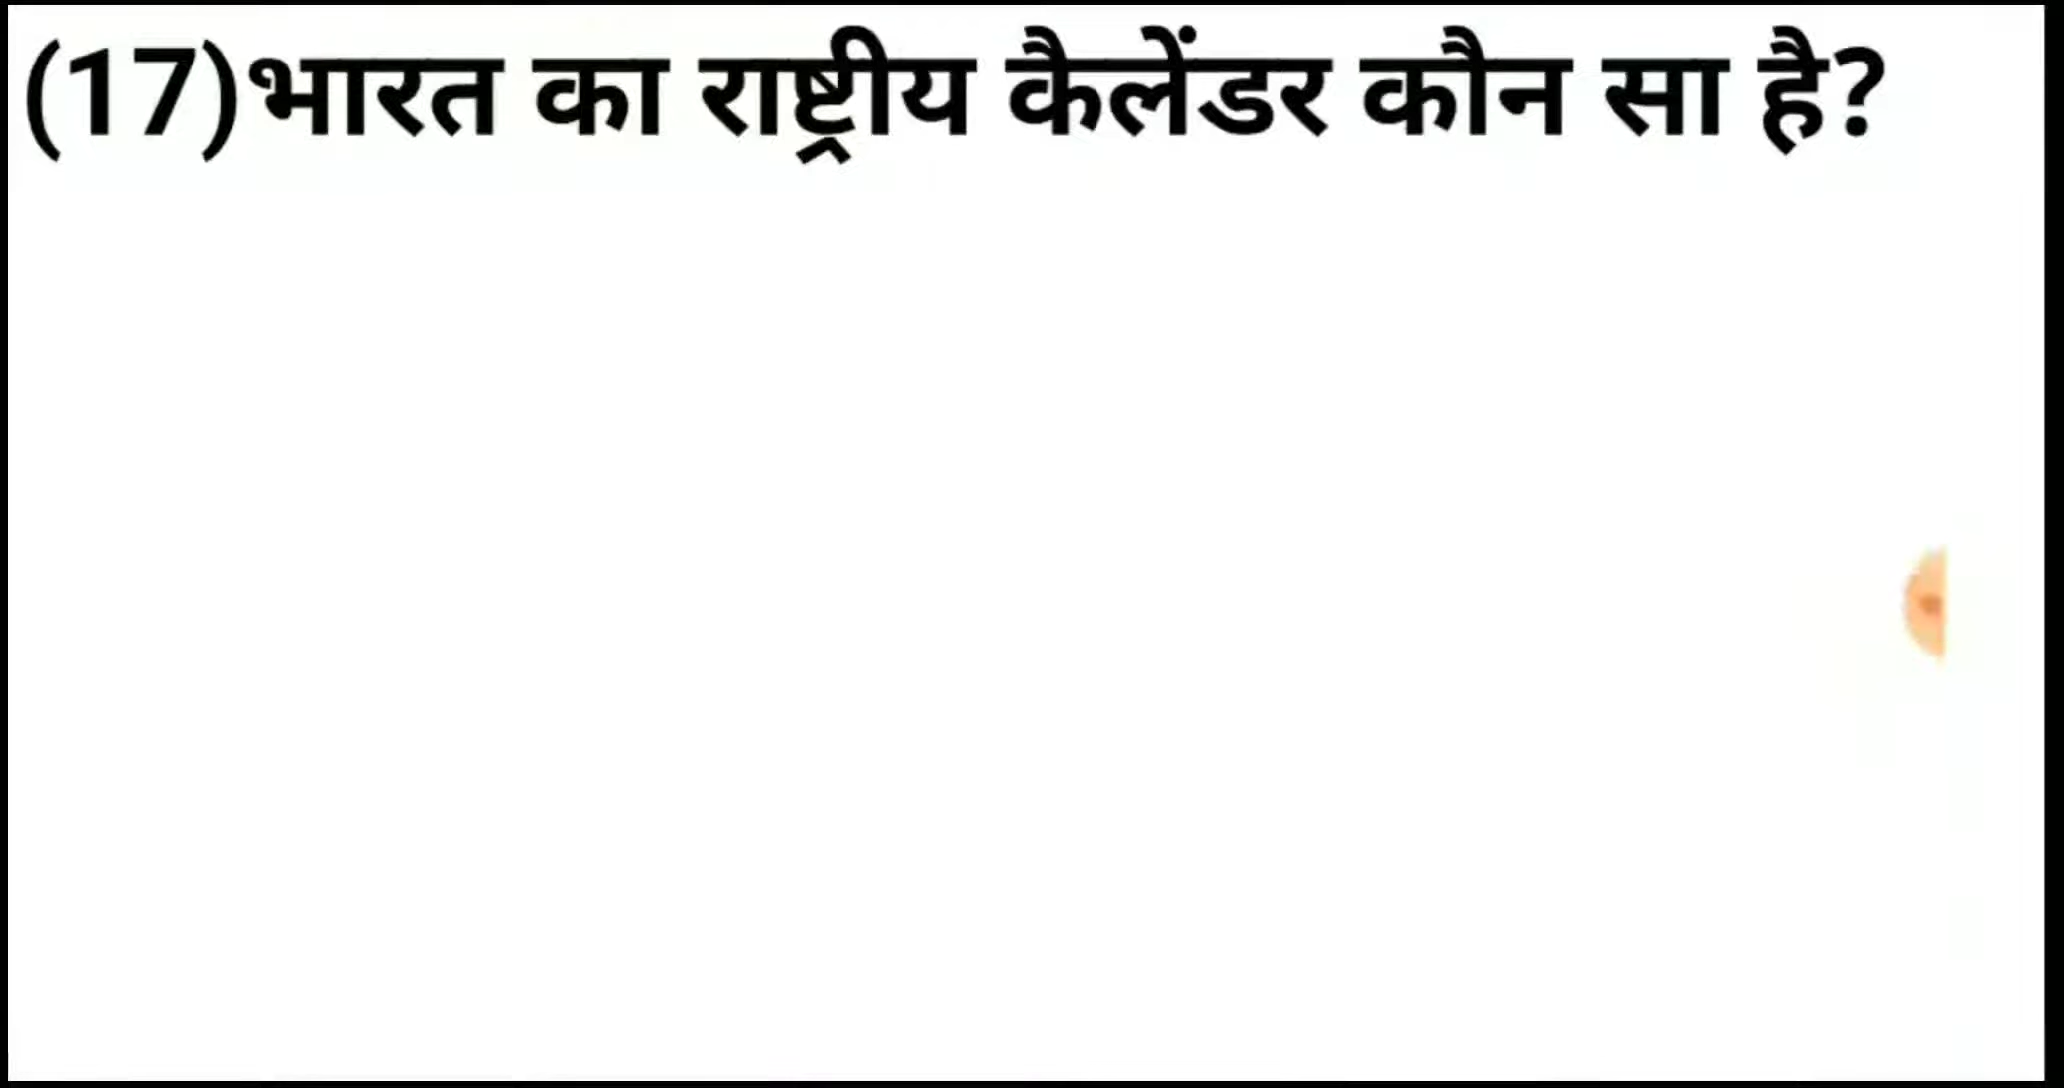 (17)भारत का राष्ट्रीय कैलेंडर कौन सा है?